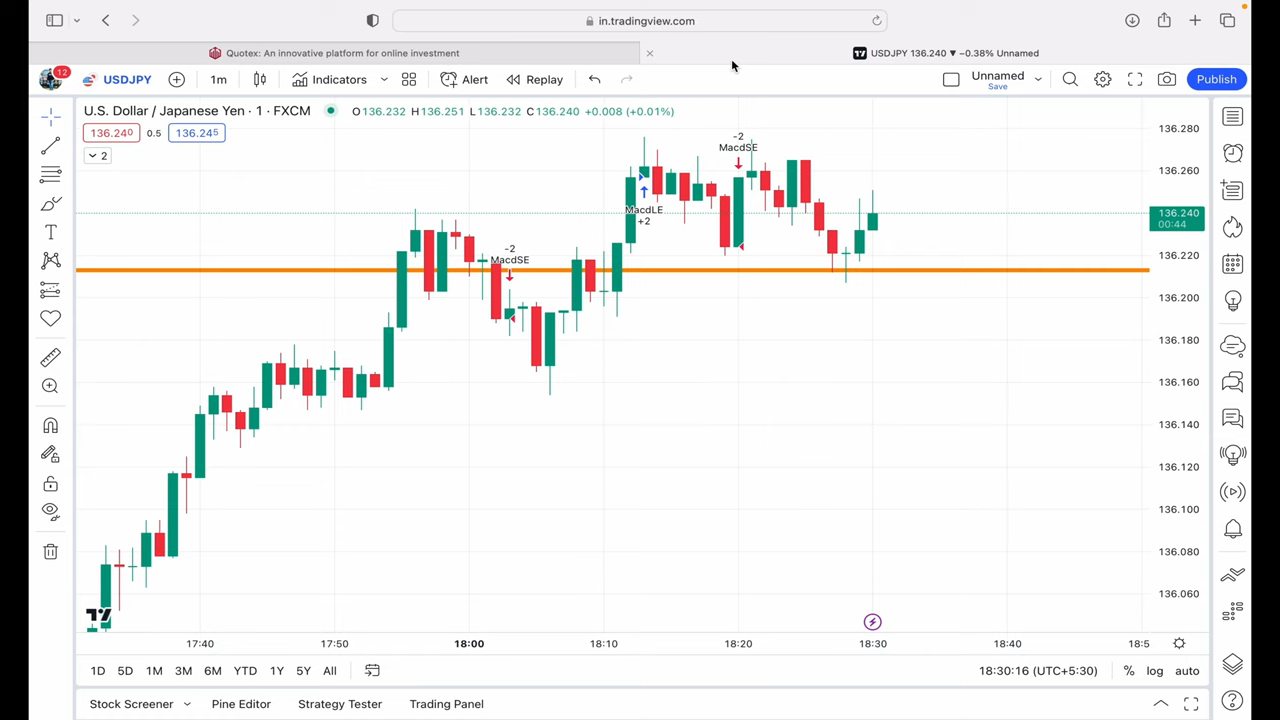 in.tradingview.com
Quotex: An innovative platform for online investment
USDJPY 136.240 ▼ −0.38% Unnamed
12
USDJPY
1m
Indicators
Alert
Replay
Unnamed
Save
Publish
U.S. Dollar / Japanese Yen · 1 · FXCM
O136.232 H136.251 L136.232 C136.240 +0.008 (+0.01%)
136.240
0.5
136.245
2
-2
MacdSE
MacdLE
+2
-2
MacdSE
136.280
136.260
136.240
00:44
136.220
136.200
136.180
136.160
136.140
136.120
136.100
136.080
136.060
17:40
17:50
18:00
18:10
18:20
18:30
18:40
18:5
1D
5D
1M
3M
6M
YTD
1Y
5Y
All
18:30:16 (UTC+5:30)
%
log
auto
Stock Screener
Pine Editor
Strategy Tester
Trading Panel